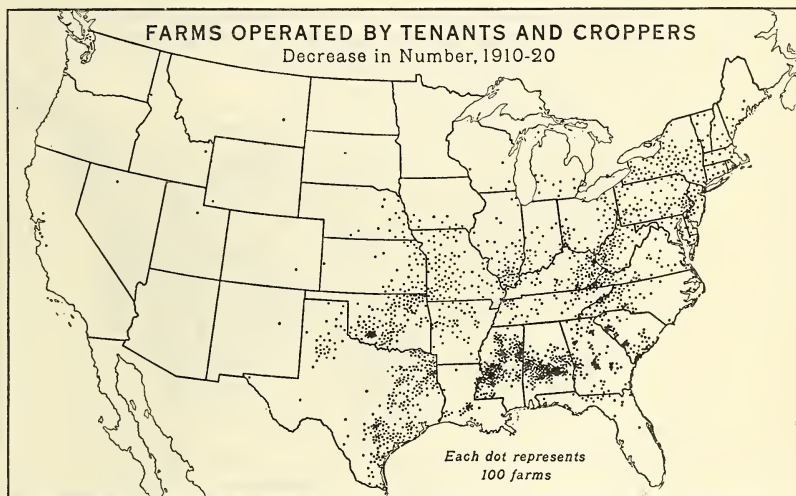 FARMS OPERATED BY TENANTS AND CROPPERS
Decrease in Number, 1910-20
Each dot represents
100 farms